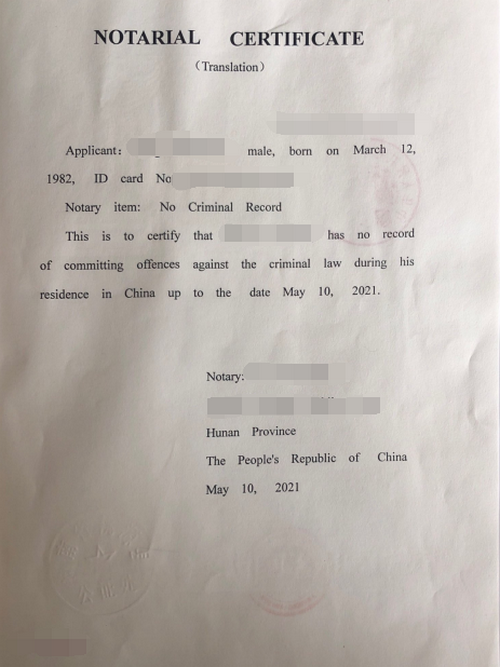 NOTARIAL CERTIFICATE
(Translation)
Applicant: male, born on March 12,
1982, ID card No
Notary item: No Criminal Record
This is to certify that has no record
of committing offences against the criminal law during his
residence in China up to the date May 10, 2021.
Notary:
Hunan Province
The People's Republic of China
May 10, 2021